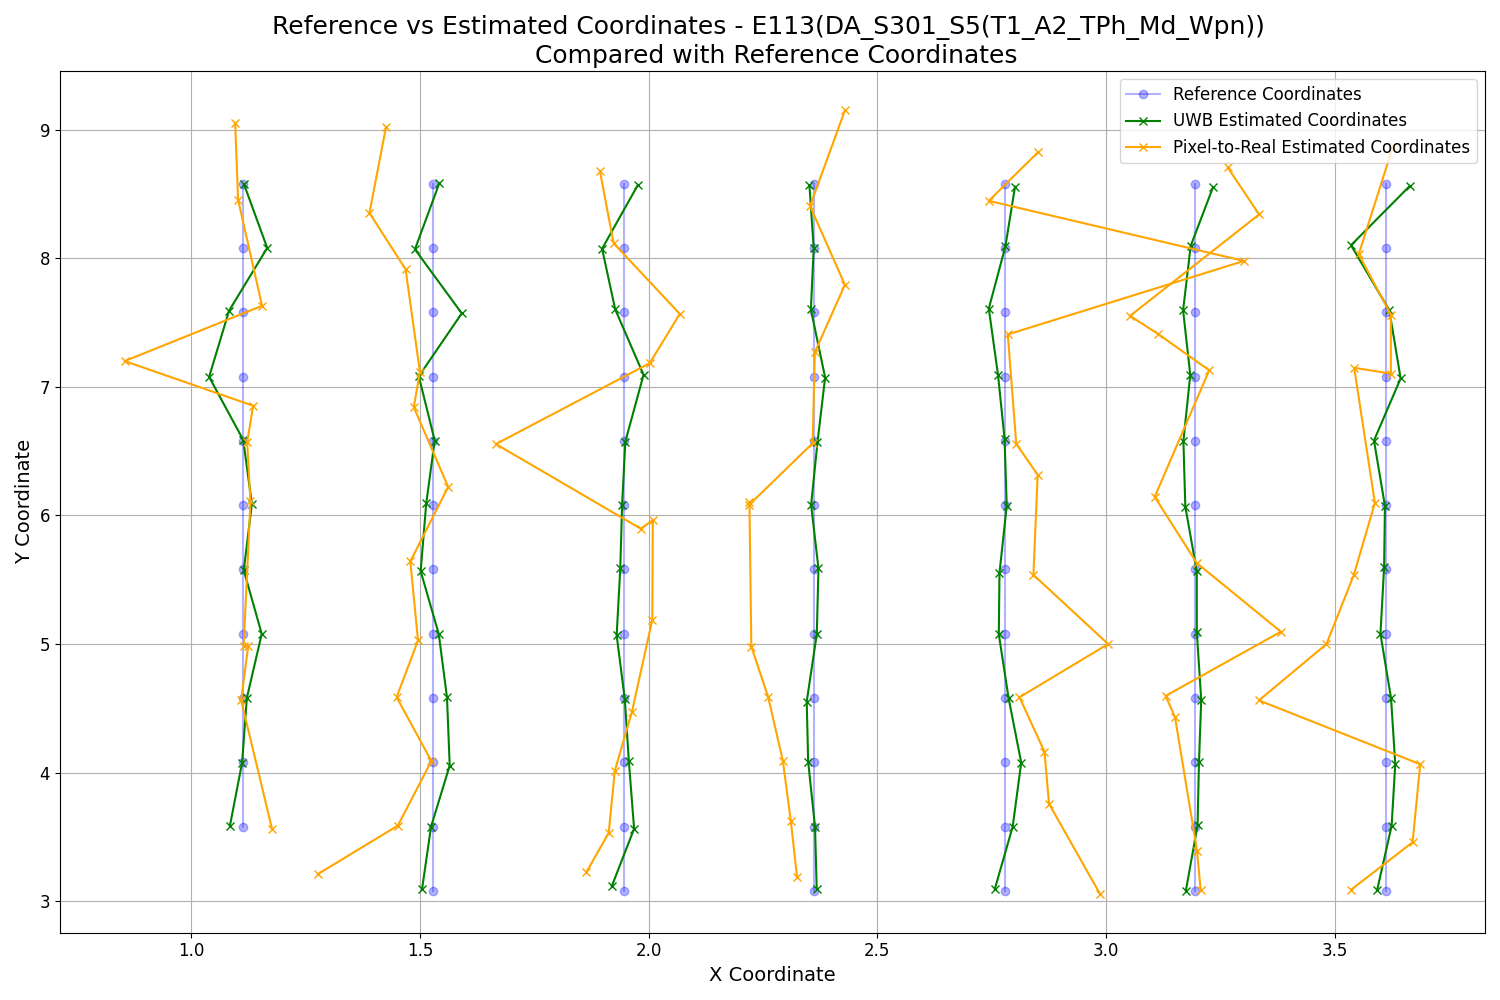 Reference vs Estimated Coordinates - E113(DA_S301_S5(T1_A2_TPh_Md_Wpn))
Compared with Reference Coordinates
Reference Coordinates
UWB Estimated Coordinates
Pixel-to-Real Estimated Coordinates
Y Coordinate
9
8
7
6
5
4
3
1.0
1.5
2.0
2.5
3.0
3.5
X Coordinate